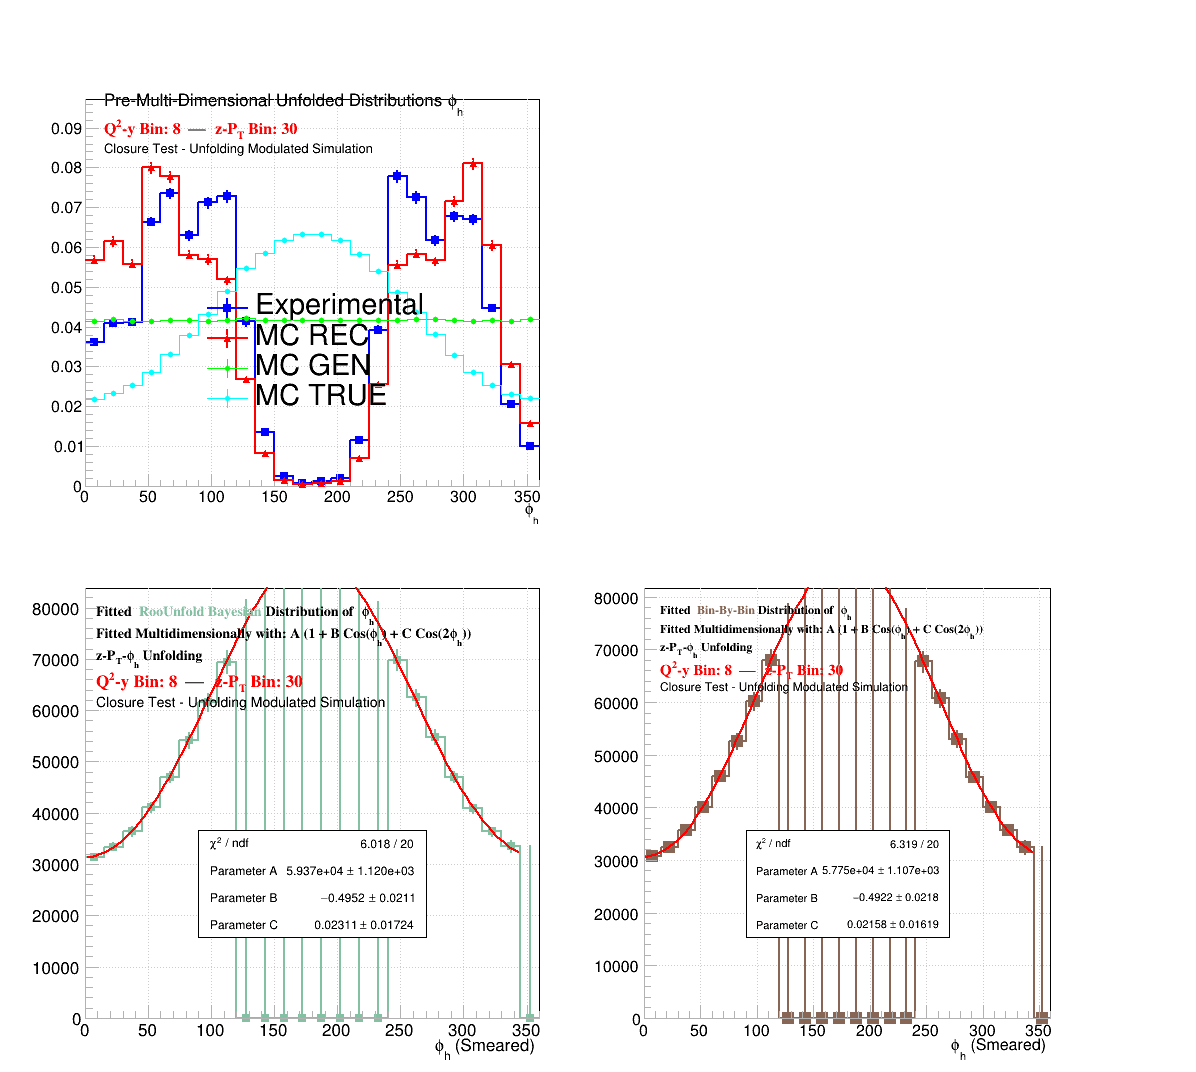 Pre-Multi-Dimensional Unfolded Distributions ϕh
Q²-y Bin: 8 — z-PT Bin: 30
Closure Test - Unfolding Modulated Simulation
0.09
0.08
0.07
0.06
0.05
0.04
0.03
0.02
0.01
0
Experimental
MC REC
MC GEN
MC TRUE
0 50 100 150 200 250 300 350
ϕh
Fitted RooUnfold Bayesian Distribution of ϕh
Fitted Multidimensionally with: A (1 + B Cos(ϕh) + C Cos(2ϕh))
z-PT-ϕh Unfolding
Q²-y Bin: 8 — z-PT Bin: 30
Closure Test - Unfolding Modulated Simulation
80000
70000
60000
50000
40000
30000
20000
10000
0
χ² / ndf 6.018 / 20
Parameter A 5.937e+04 ± 1.120e+03
Parameter B −0.4952 ± 0.0211
Parameter C 0.02311 ± 0.01724
0 50 100 150 200 250 300 350
ϕh (Smeared)
Fitted Bin-By-Bin Distribution of ϕh
Fitted Multidimensionally with: A (1 + B Cos(ϕh) + C Cos(2ϕh))
z-PT-ϕh Unfolding
Q²-y Bin: 8 — z-PT Bin: 30
Closure Test - Unfolding Modulated Simulation
80000
70000
60000
50000
40000
30000
20000
10000
0
χ² / ndf 6.319 / 20
Parameter A 5.775e+04 ± 1.107e+03
Parameter B −0.4922 ± 0.0218
Parameter C 0.02158 ± 0.01619
0 50 100 150 200 250 300 350
ϕh (Smeared)